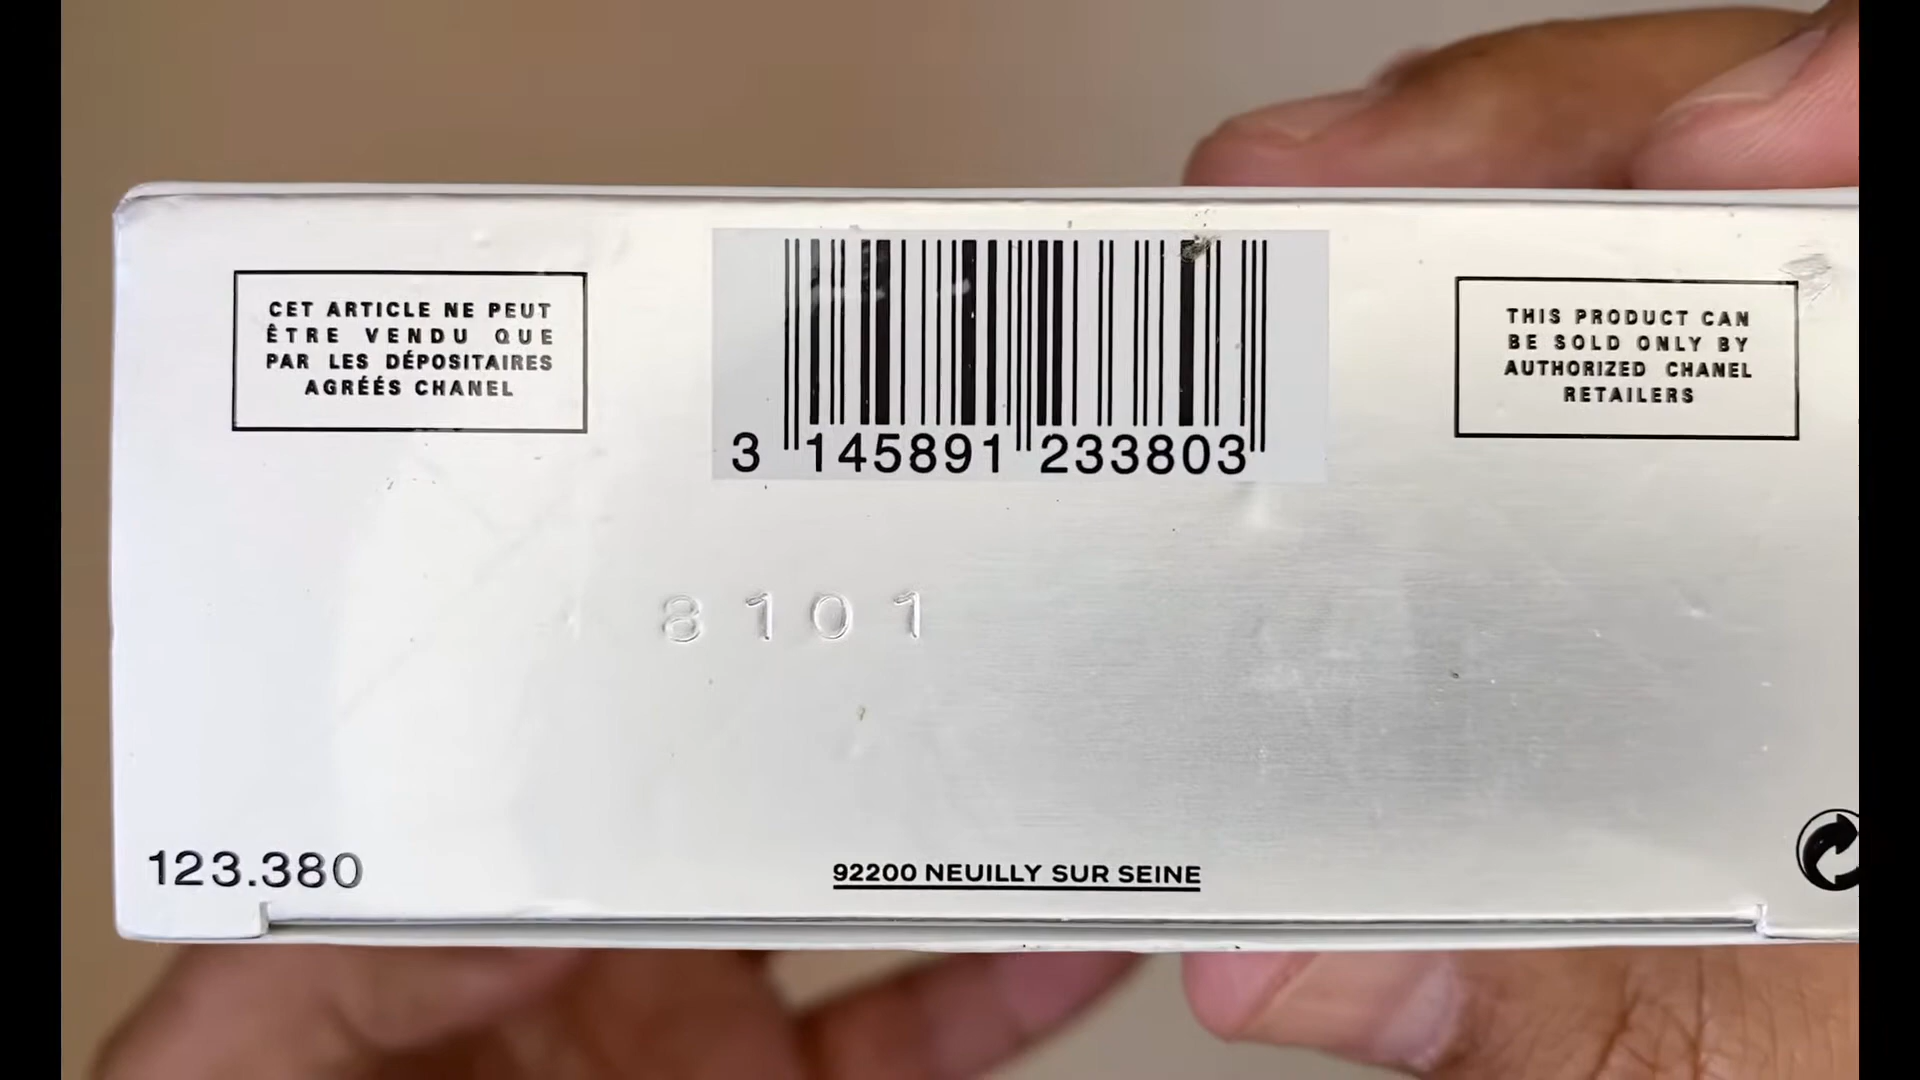 CET ARTICLE NE PEUT
ÊTRE VENDU QUE
PAR LES DÉPOSITAIRES
AGRÉÉS CHANEL
3 145891 233803
THIS PRODUCT CAN
BE SOLD ONLY BY
AUTHORIZED CHANEL
RETAILERS
8101
123.380
92200 NEUILLY SUR SEINE